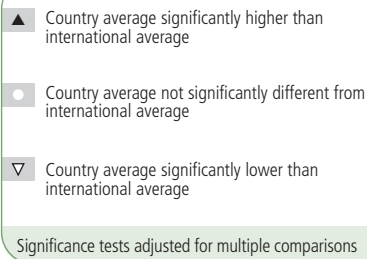 ▲ Country average significantly higher than
international average
● Country average not significantly different from
international average
▽ Country average significantly lower than
international average
Significance tests adjusted for multiple comparisons